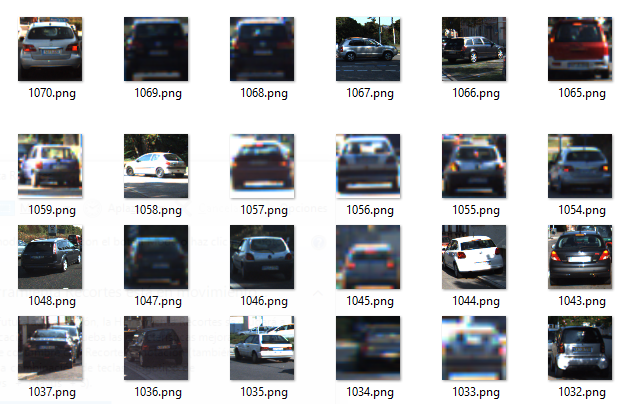 1070.png 1069.png 1068.png 1067.png 1066.png 1065.png
1059.png 1058.png 1057.png 1056.png 1055.png 1054.png
1048.png 1047.png 1046.png 1045.png 1044.png 1043.png
1037.png 1036.png 1035.png 1034.png 1033.png 1032.png